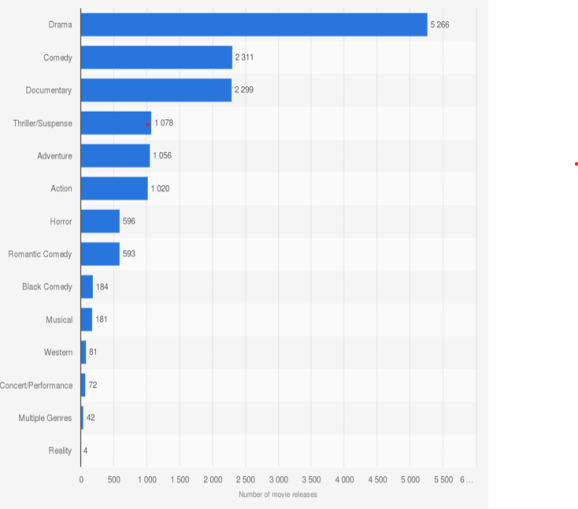 Drama 5 266
Comedy 2 311
Documentary 2 299
Thriller/Suspense 1 078
Adventure 1 056
Action 1 020
Horror 596
Romantic Comedy 593
Black Comedy 184
Musical 181
Western 81
Concert/Performance 72
Multiple Genres 42
Reality 4
0 500 1 000 1 500 2 000 2 500 3 000 3 500 4 000 4 500 5 000 5 500 6 ...
Number of movie releases